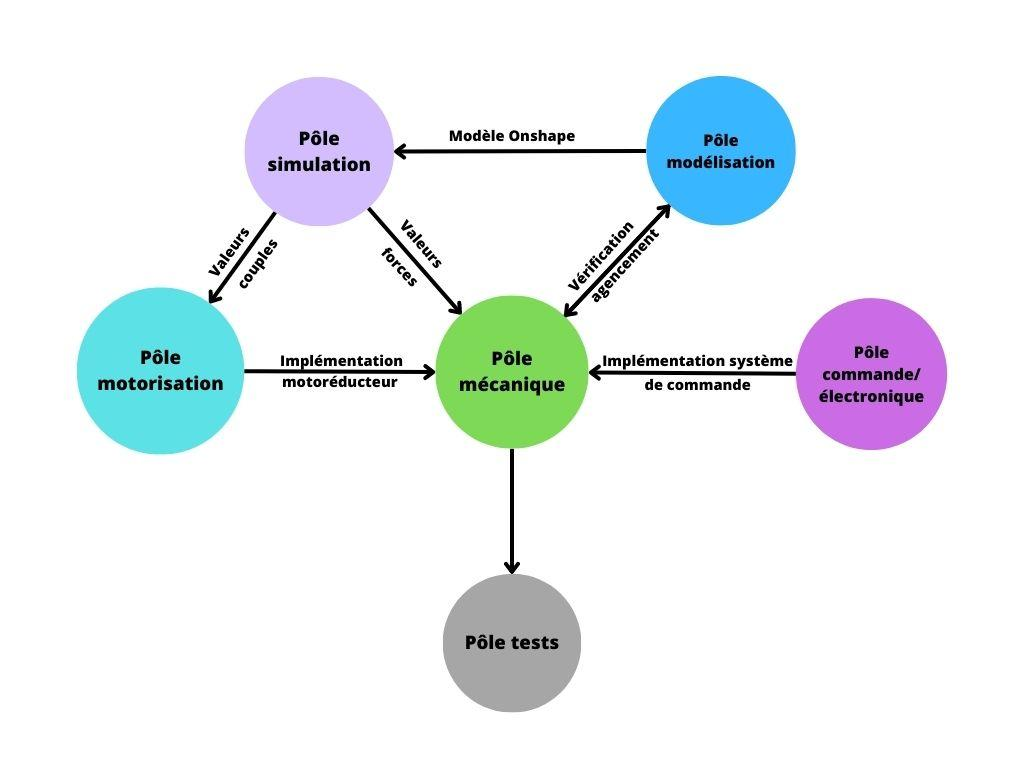 Pôle
simulation
Modèle Onshape
Pôle
modélisation
Valeurs
couples
Valeurs
forces
Vérification
agencement
Pôle
motorisation
Implémentation
motoréducteur
Pôle
mécanique
Implémentation système
de commande
Pôle
commande/
électronique
Pôle tests